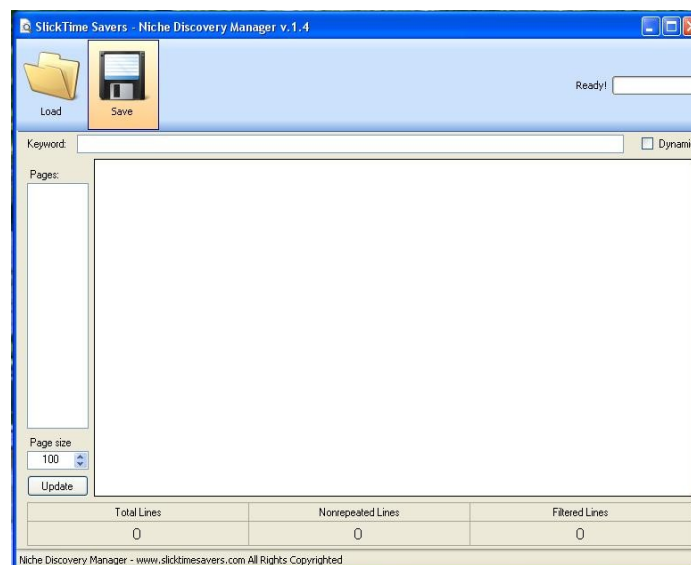 SlickTime Savers - Niche Discovery Manager v.1.4
Load
Save
Ready!
Keyword:
Dynami
Pages:
Page size
100
Update
Total Lines Nonrepeated Lines Filtered Lines
0 0 0
Niche Discovery Manager - www.slicktimesavers.com All Rights Copyrighted